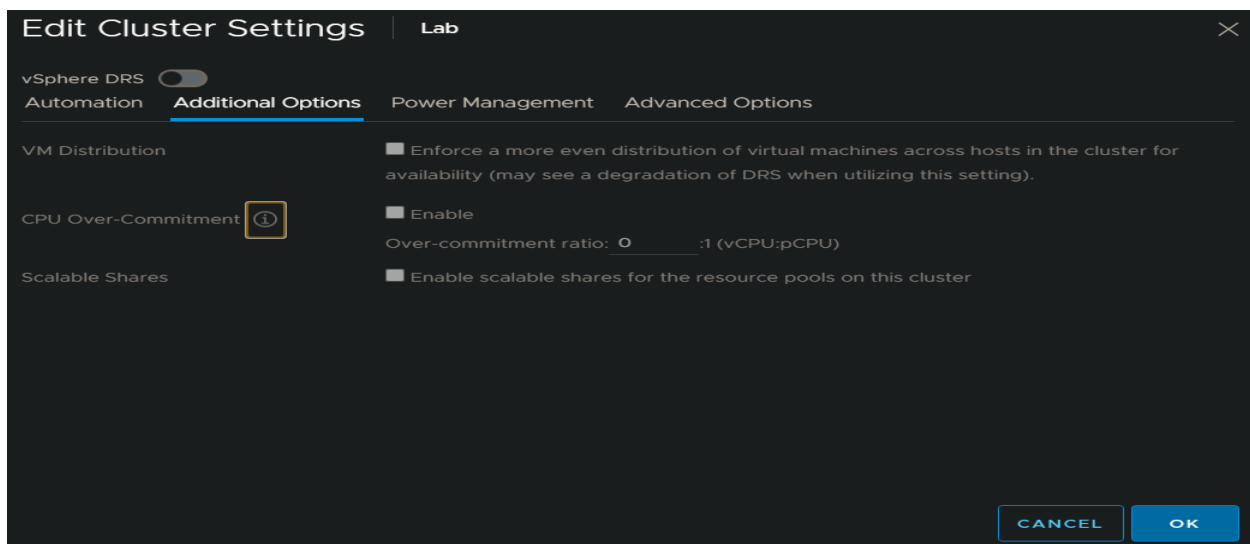 Edit Cluster Settings Lab
vSphere DRS
Automation Additional Options Power Management Advanced Options
VM Distribution Enforce a more even distribution of virtual machines across hosts in the cluster for
availability (may see a degradation of DRS when utilizing this setting).
CPU Over-Commitment Enable
Over-commitment ratio: 0 :1 (vCPU:pCPU)
Scalable Shares Enable scalable shares for the resource pools on this cluster
CANCEL OK